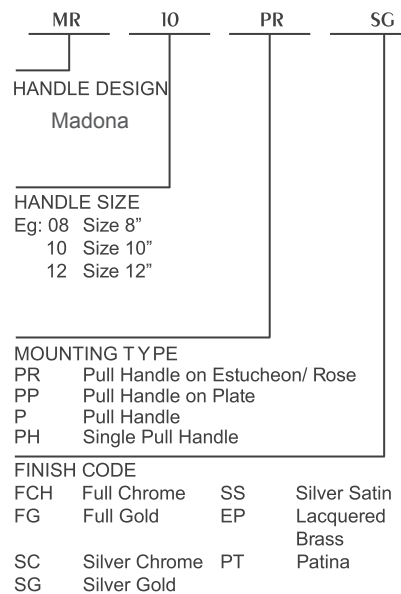 MR 10 PR SG
HANDLE DESIGN
Madona
HANDLE SIZE
Eg: 08 Size 8”
10 Size 10”
12 Size 12”
MOUNTING TYPE
PR Pull Handle on Estucheon/ Rose
PP Pull Handle on Plate
P Pull Handle
PH Single Pull Handle
FINISH CODE
FCH Full Chrome SS Silver Satin
FG Full Gold EP Lacquered
Brass
SC Silver Chrome PT Patina
SG Silver Gold